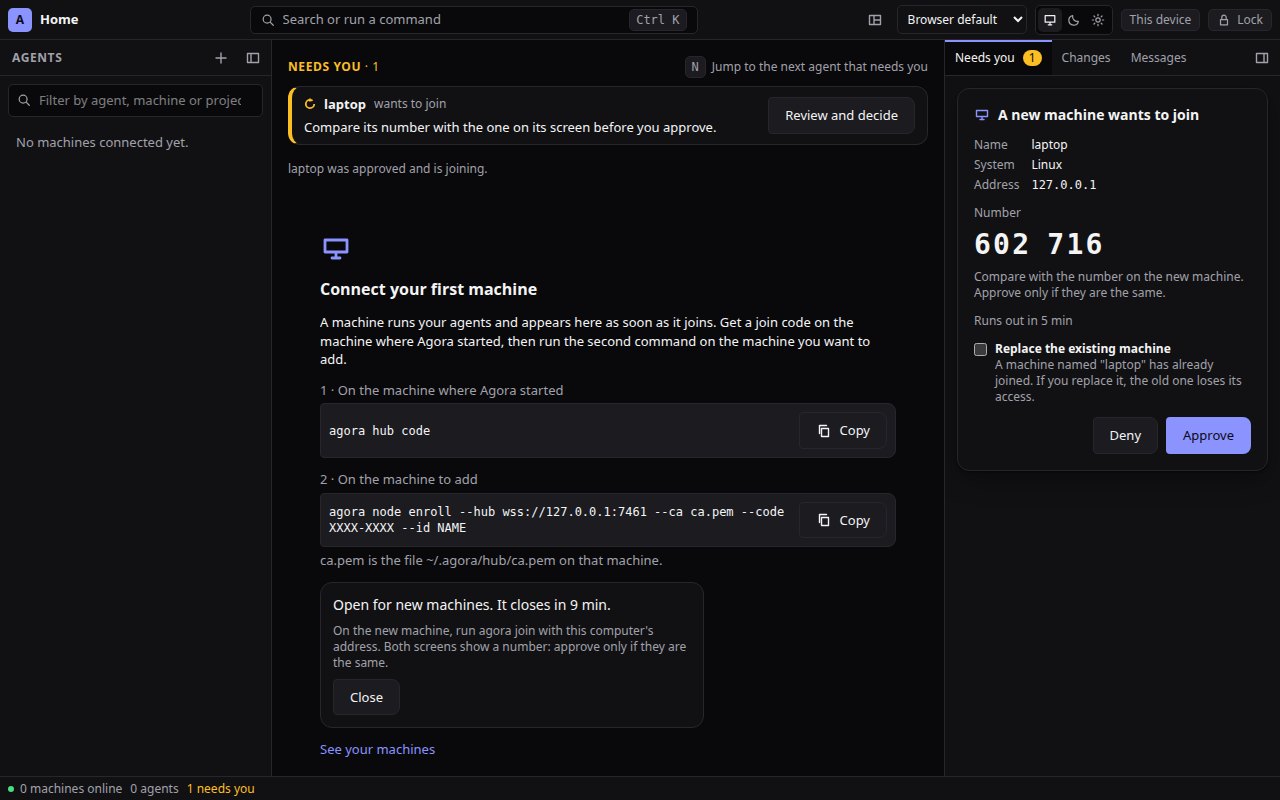 A Home
Search or run a command
Ctrl K
Browser default
This device
Lock
AGENTS
Filter by agent, machine or projec
No machines connected yet.
NEEDS YOU · 1
N Jump to the next agent that needs you
laptop wants to join
Compare its number with the one on its screen before you approve.
Review and decide
laptop was approved and is joining.
Connect your first machine
A machine runs your agents and appears here as soon as it joins. Get a join code on the
machine where Agora started, then run the second command on the machine you want to
add.
1 · On the machine where Agora started
agora hub code
Copy
2 · On the machine to add
agora node enroll --hub wss://127.0.0.1:7461 --ca ca.pem --code
XXXX-XXXX --id NAME
Copy
ca.pem is the file ~/.agora/hub/ca.pem on that machine.
Open for new machines. It closes in 9 min.
On the new machine, run agora join with this computer's
address. Both screens show a number: approve only if they are
the same.
Close
See your machines
Needs you 1
Changes
Messages
A new machine wants to join
Name laptop
System Linux
Address 127.0.0.1
Number
602 716
Compare with the number on the new machine.
Approve only if they are the same.
Runs out in 5 min
Replace the existing machine
A machine named "laptop" has already
joined. If you replace it, the old one loses its
access.
Deny
Approve
0 machines online 0 agents 1 needs you